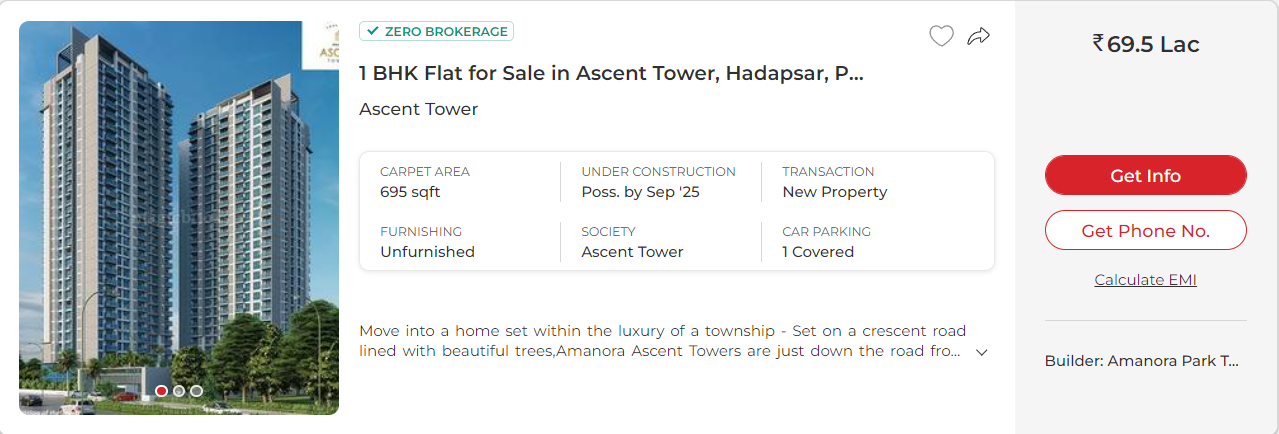 ZERO BROKERAGE
1 BHK Flat for Sale in Ascent Tower, Hadapsar, P...
Ascent Tower
CARPET AREA
695 sqft
UNDER CONSTRUCTION
Poss. by Sep '25
TRANSACTION
New Property
FURNISHING
Unfurnished
SOCIETY
Ascent Tower
CAR PARKING
1 Covered
Move into a home set within the luxury of a township - Set on a crescent road
lined with beautiful trees,Amanora Ascent Towers are just down the road fro...
₹69.5 Lac
Get Info
Get Phone No.
Calculate EMI
Builder: Amanora Park T...